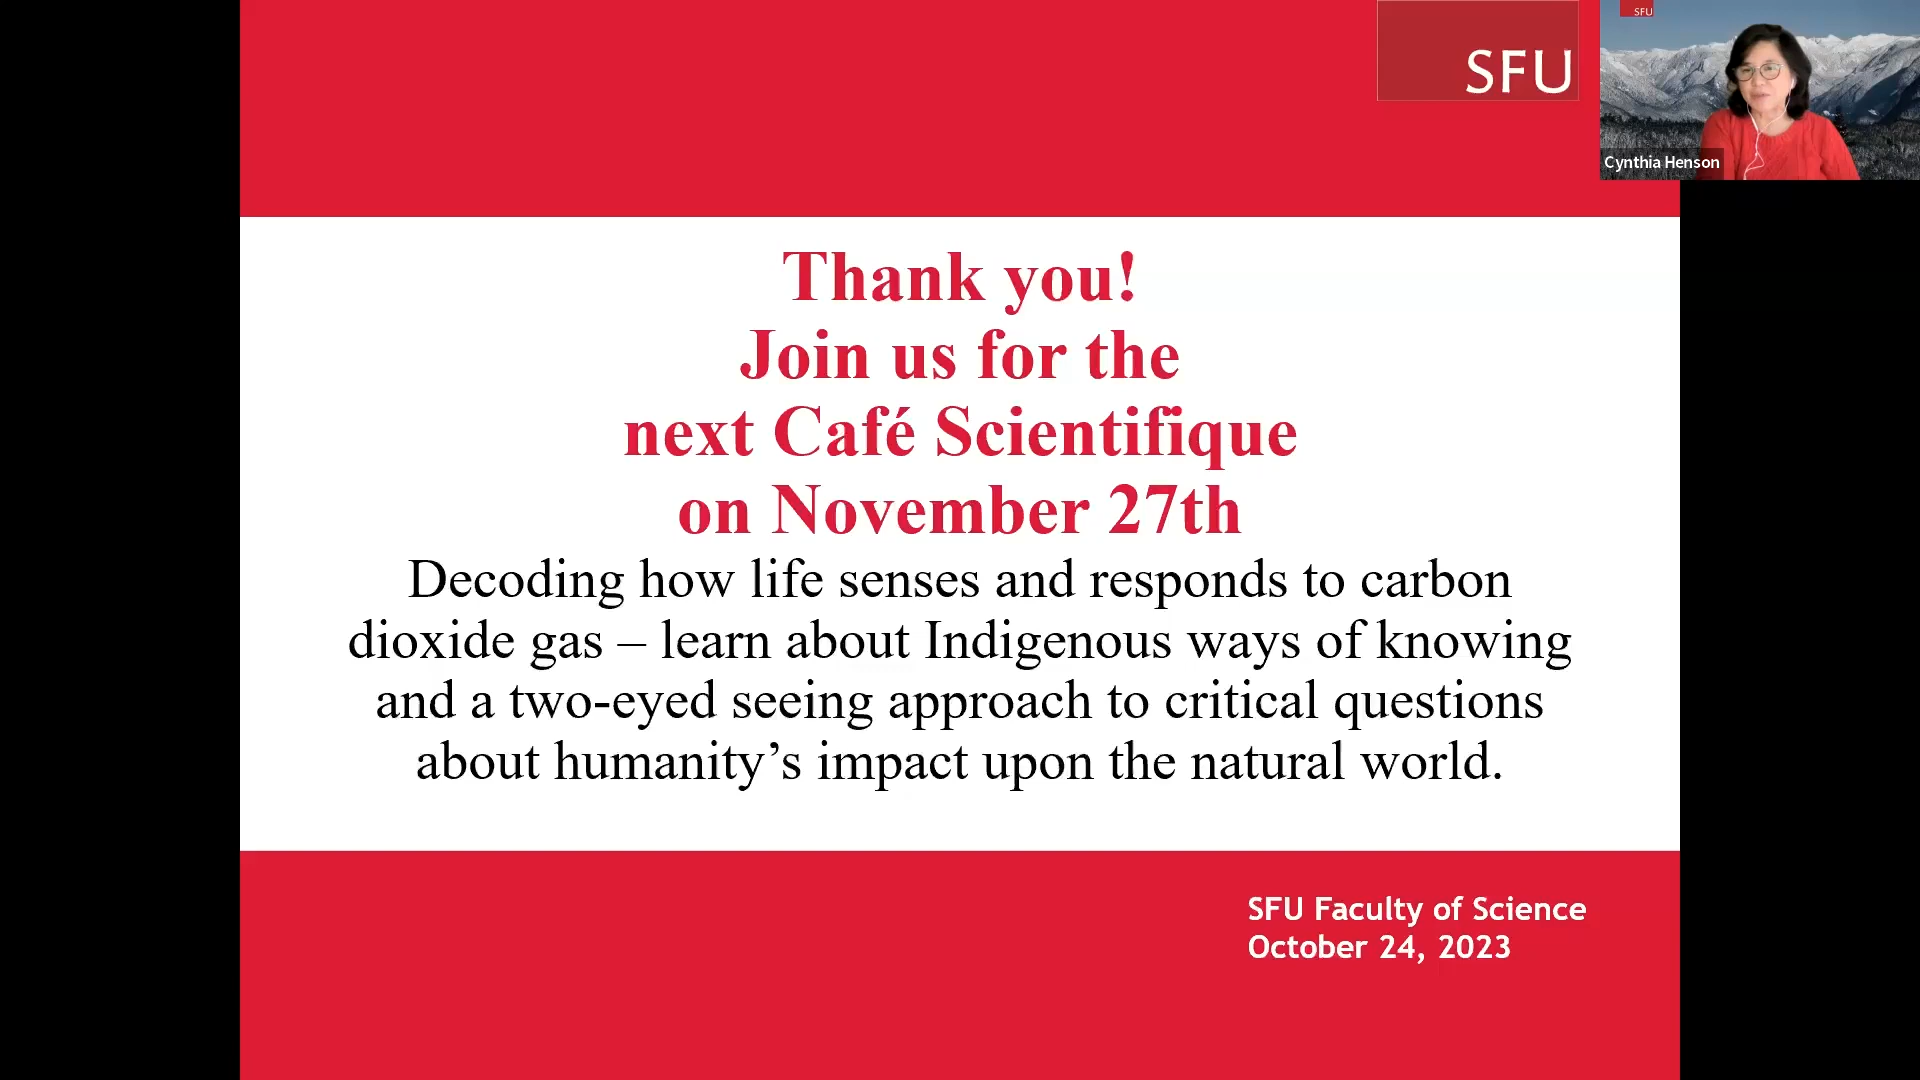 SFU
SFU
Cynthia Henson
Thank you!
Join us for the
next Café Scientifique
on November 27th
Decoding how life senses and responds to carbon
dioxide gas – learn about Indigenous ways of knowing
and a two-eyed seeing approach to critical questions
about humanity’s impact upon the natural world.
SFU Faculty of Science
October 24, 2023